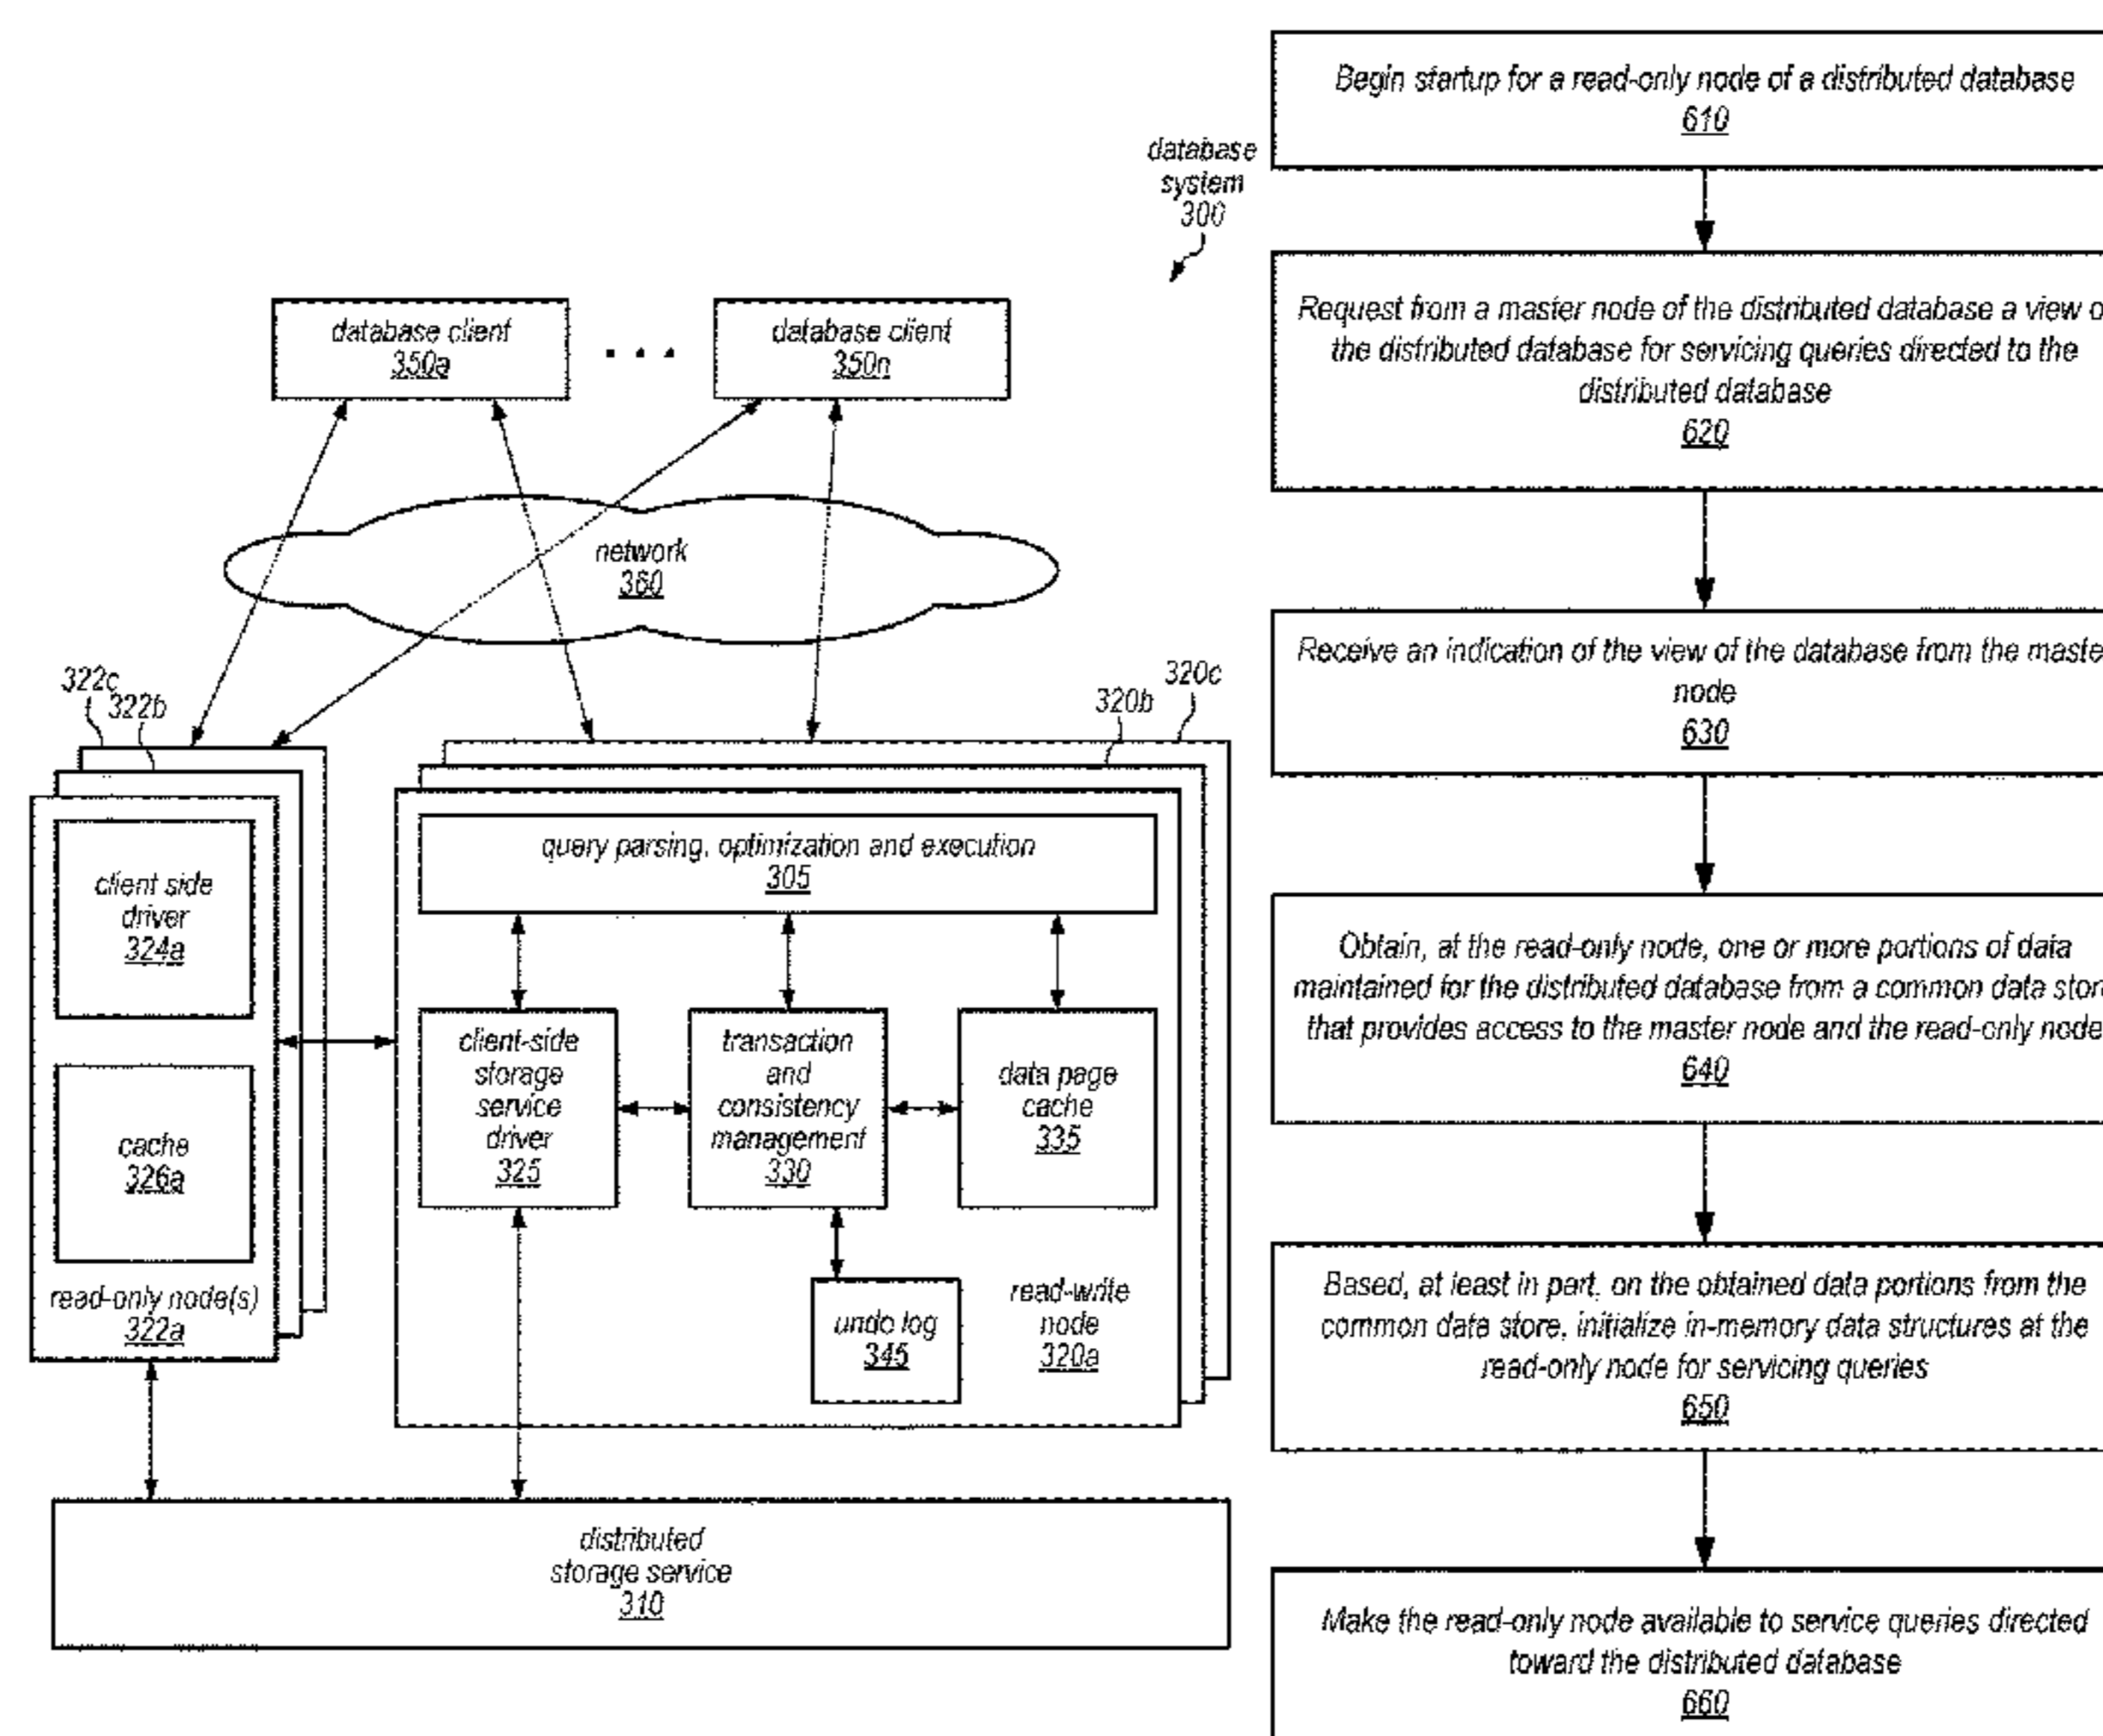 database
system
300
database client
350a
database client
350n
network
360
322c
322b
320b
320c
client side
driver
324a
cache
326a
read-only node(s)
322a
query parsing, optimization and execution
305
client-side
storage
service
driver
325
transaction
and
consistency
management
330
data page
cache
335
undo log
345
read-write
node
320a
distributed
storage service
310
Begin startup for a read-only node of a distributed database
610
Request from a master node of the distributed database a view
the distributed database for servicing queries directed to the
distributed database
620
Receive an indication of the view of the database from the
node
630
Obtain, at the read-only node, one or more portions of data
maintained for the distributed database from a common data
that provides access to the master node and the read-only node
640
Based, at least in part, on the obtained data portions from the
common data store, initialize in-memory data structures at the
read-only node for servicing queries
650
Make the read-only node available to service queries directed
toward the distributed database
660